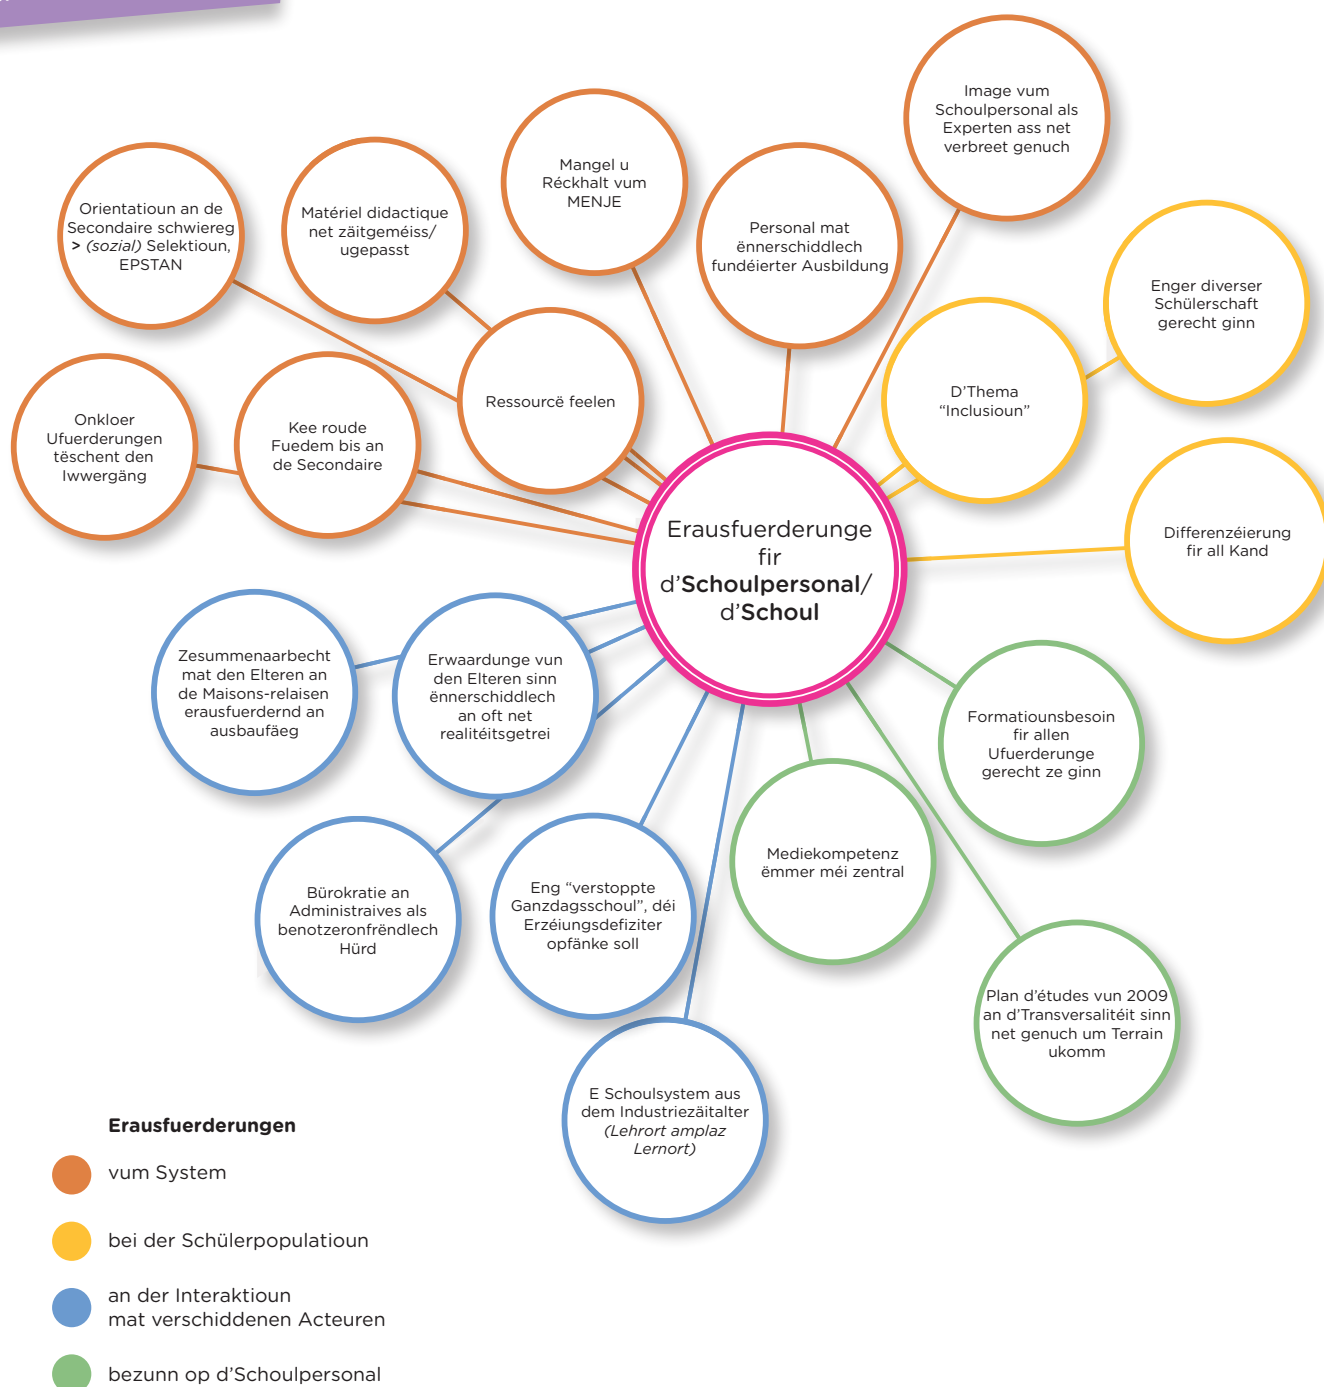 Image vum
Schoulpersonal als
Experten ass net
verbreet genuch
Mangel u
Réckhalt vum
MENJE
Orientatioun an de
Secondaire schwiereg
> (sozial) Selektioun,
EPSTAN
Matériel didactique
net zäitgeméiss/
ugepasst
Personal mat
ënnerschiddlech
fundéierter Ausbildung
Enger diverser
Schülerschaft
gerecht ginn
Ressourcë feelen
D’Thema
“Inclusioun”
Onkloer
Ufuerderungen
tëschent den
Iwwergäng
Kee roude
Fuedem bis an
de Secondaire
Erausfuerderunge
fir
d’Schoulpersonal/
d’Schoul
Differenzéierung
fir all Kand
Zesummenaarbecht
mat den Elteren an
de Maisons-relaisen
erausfuerdernd an
ausbaufäeg
Erwaardunge vun
den Elteren sinn
ënnerschiddlech
an oft net
realitéitsgetrei
Formatiounsbesoin
fir allen
Ufuerderunge
gerecht ze ginn
Mediekompetenz
ëmmer méi zentral
Bürokratie an
Administraives als
benotzeronfrëndlech
Hürd
Eng “verstoppte
Ganzdagsschoul”, déi
Erzéiungsdefiziter
opfänke soll
Plan d’études vun 2009
an d’Transversalitéit sinn
net genuch um Terrain
ukomm
E Schoulsystem aus
dem Industriezäitalter
(Lehrort amplaz
Lernort)
Erausfuerderungen
vum System
bei der Schülerpopulatioun
an der Interaktioun
mat verschiddenen Acteuren
bezunn op d’Schoulpersonal